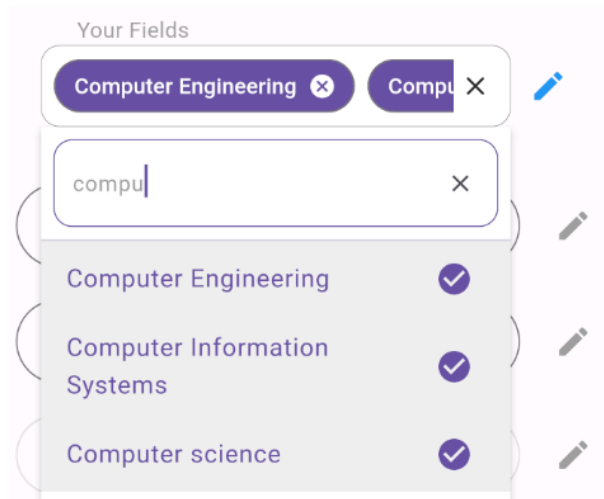 Your Fields
Computer Engineering Compu
compu
Computer Engineering
Computer Information
Systems
Computer science